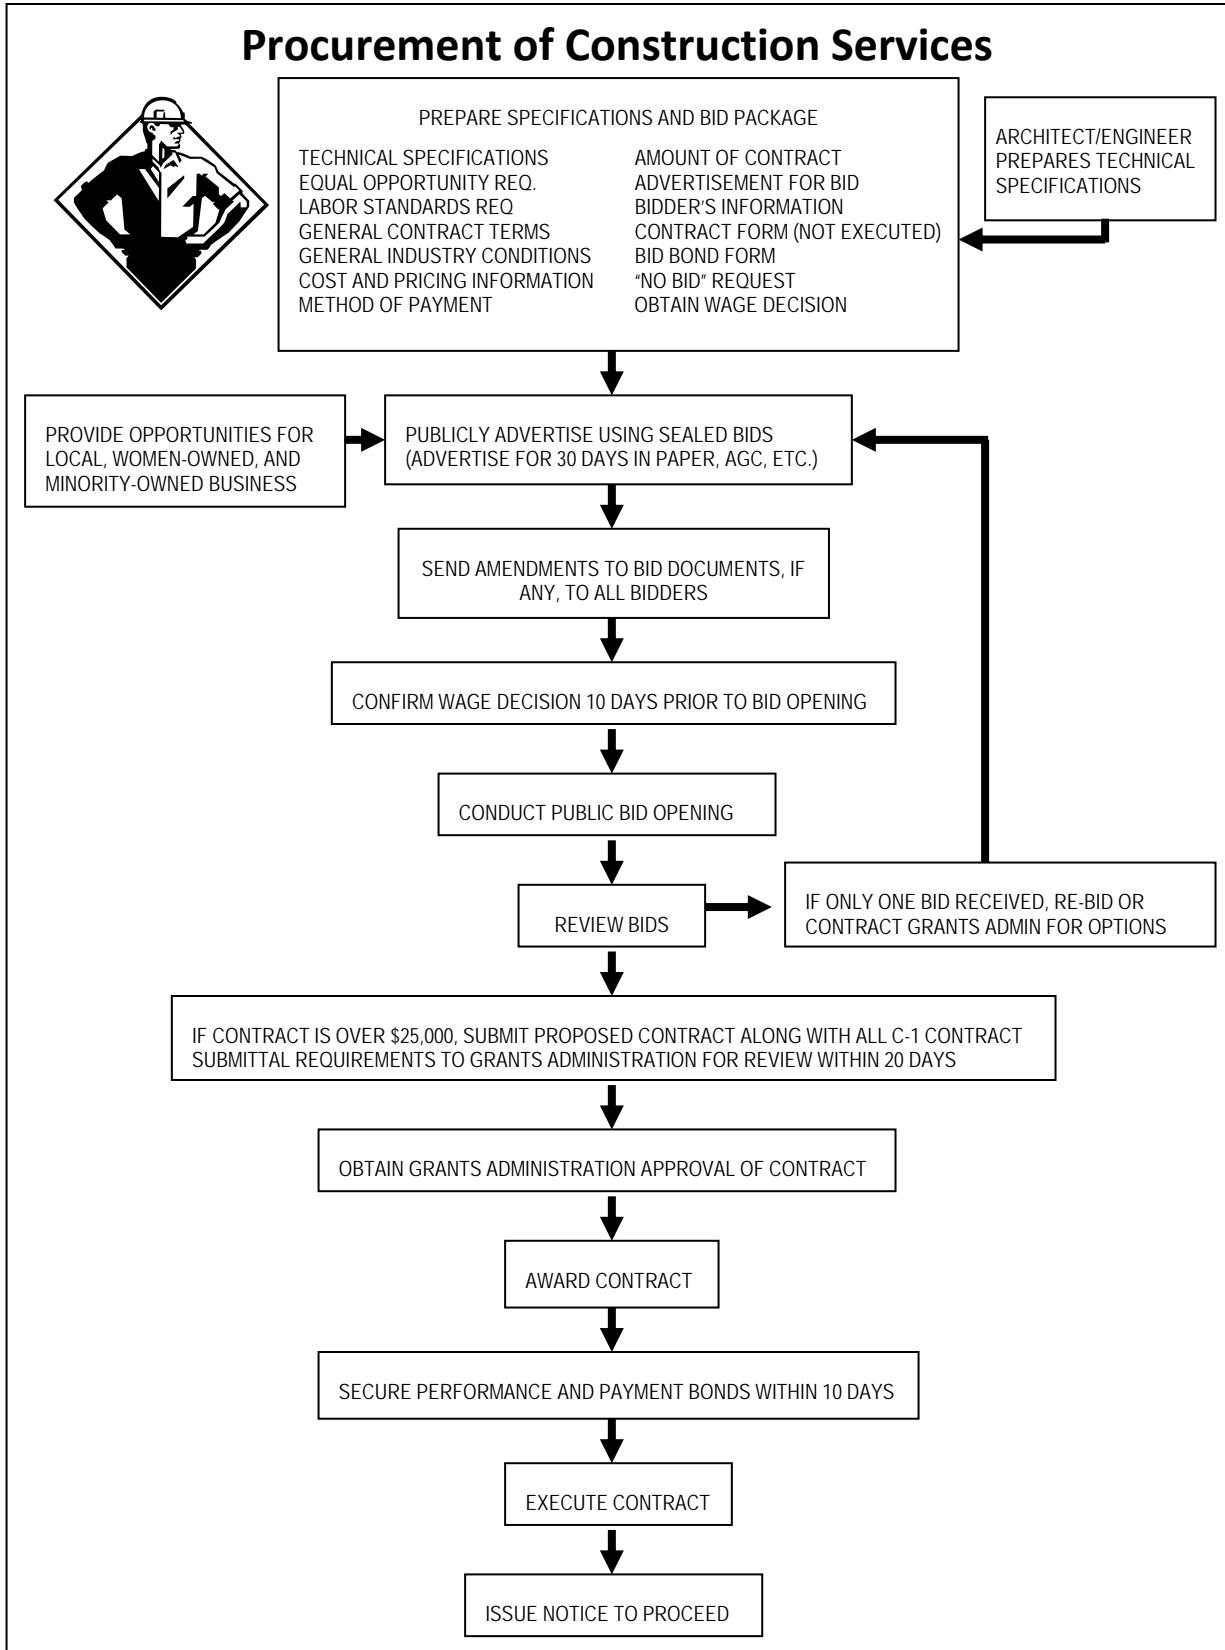 Procurement of Construction Services
PREPARE SPECIFICATIONS AND BID PACKAGE
TECHNICAL SPECIFICATIONS
EQUAL OPPORTUNITY REQ.
LABOR STANDARDS REQ
GENERAL CONTRACT TERMS
GENERAL INDUSTRY CONDITIONS
COST AND PRICING INFORMATION
METHOD OF PAYMENT
AMOUNT OF CONTRACT
ADVERTISEMENT FOR BID
BIDDER’S INFORMATION
CONTRACT FORM (NOT EXECUTED)
BID BOND FORM
“NO BID” REQUEST
OBTAIN WAGE DECISION
ARCHITECT/ENGINEER
PREPARES TECHNICAL
SPECIFICATIONS
PROVIDE OPPORTUNITIES FOR
LOCAL, WOMEN-OWNED, AND
MINORITY-OWNED BUSINESS
PUBLICLY ADVERTISE USING SEALED BIDS
(ADVERTISE FOR 30 DAYS IN PAPER, AGC, ETC.)
SEND AMENDMENTS TO BID DOCUMENTS, IF
ANY, TO ALL BIDDERS
CONFIRM WAGE DECISION 10 DAYS PRIOR TO BID OPENING
CONDUCT PUBLIC BID OPENING
REVIEW BIDS
IF ONLY ONE BID RECEIVED, RE-BID OR
CONTRACT GRANTS ADMIN FOR OPTIONS
IF CONTRACT IS OVER $25,000, SUBMIT PROPOSED CONTRACT ALONG WITH ALL C-1 CONTRACT
SUBMITTAL REQUIREMENTS TO GRANTS ADMINISTRATION FOR REVIEW WITHIN 20 DAYS
OBTAIN GRANTS ADMINISTRATION APPROVAL OF CONTRACT
AWARD CONTRACT
SECURE PERFORMANCE AND PAYMENT BONDS WITHIN 10 DAYS
EXECUTE CONTRACT
ISSUE NOTICE TO PROCEED